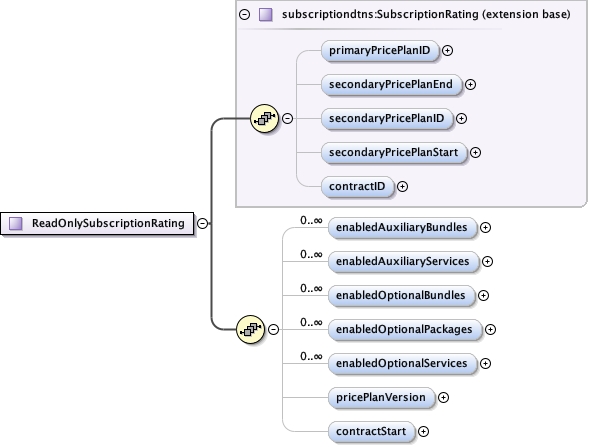 subscriptiondtns:SubscriptionRating (extension base)
primaryPricePlanID
secondaryPricePlanEnd
secondaryPricePlanID
secondaryPricePlanStart
contractID
ReadOnlySubscriptionRating
0..∞
enabledAuxiliaryBundles
0..∞
enabledAuxiliaryServices
0..∞
enabledOptionalBundles
0..∞
enabledOptionalPackages
0..∞
enabledOptionalServices
pricePlanVersion
contractStart